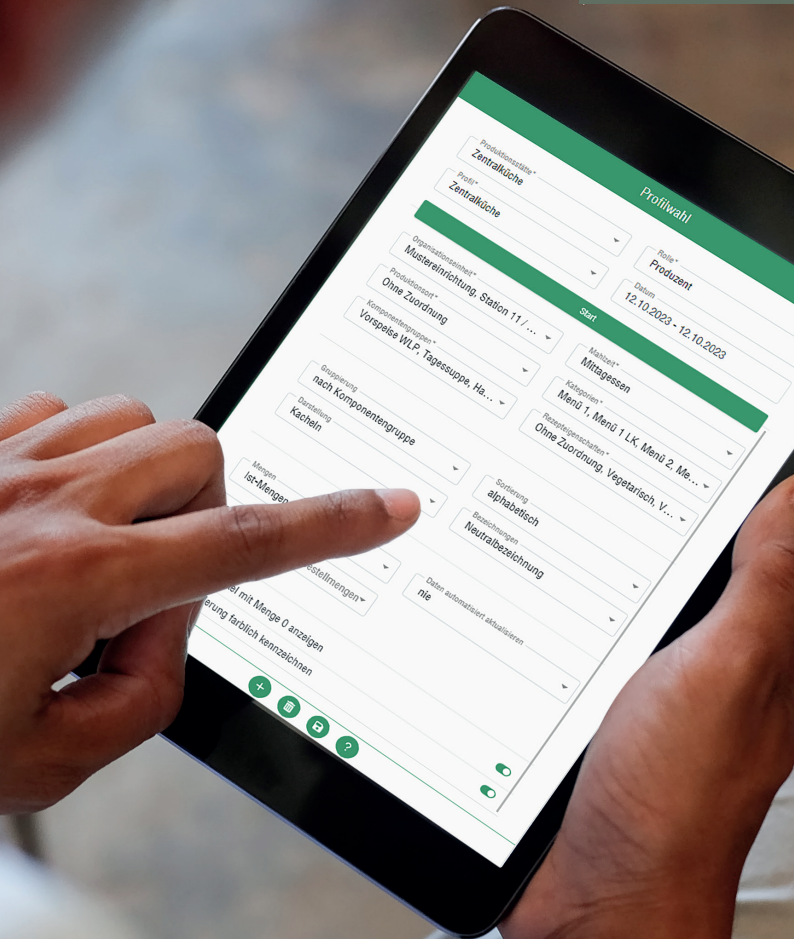 Profilwahl
Produktionsstätte*
Zentralküche
Rolle*
Produzent
Profil*
Zentralküche
Datum
12.10.2023 - 12.10.2023
Start
Organisationseinheit*
Mustereinrichtung, Station 11 / ...
Mahlzeit*
Mittagessen
Produktionsort*
Ohne Zuordnung
Kategorien*
Menü 1, Menü 1 LK, Menü 2, Me...
Komponentengruppen*
Vorspeise WLP, Tagessuppe, Ha...
Rezepteigenschaften*
Ohne Zuordnung, Vegetarisch, V...
Gruppierung
nach Komponentengruppe
Sortierung
alphabetisch
Darstellung
Kacheln
Bezeichnungen
Neutralbezeichnung
Mengen
Ist-Mengen
Daten automatisiert aktualisieren
nie
estellmengen
el mit Menge 0 anzeigen
erung farblich kennzeichnen
+
?